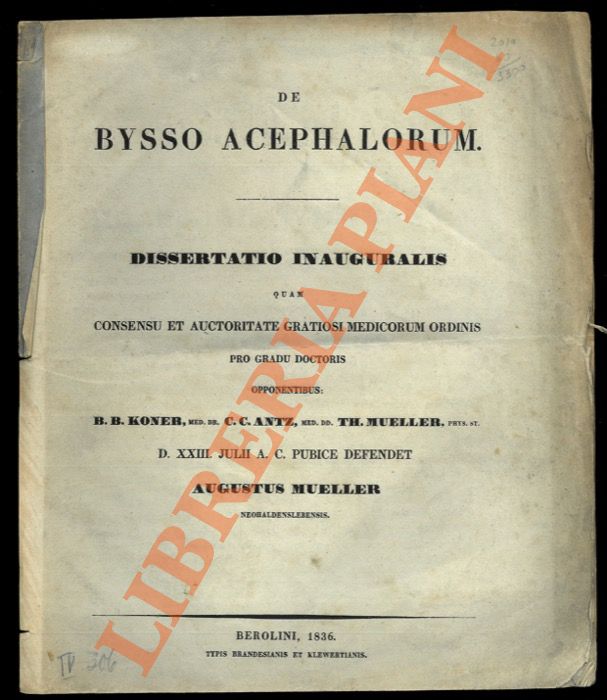 DE
BYSSO ACEPHALORUM.
DISSERTATIO INAUGURALIS
QUAM
CONSENSU ET AUCTORITATE GRATIOSI MEDICORUM ORDINIS
PRO GRADU DOCTORIS
OPPONENTIBUS:
B. B. KONER, MED. DR. C. C. ANTZ, MED. DD. TH. MUELLER, PHYS. ST.
D. XXIII. JULII A. C. PUBICE DEFENDET
AUGUSTUS MUELLER
NEOHALDENSLEBENSIS.
BEROLINI, 1836.
TYPIS BRANDESIANIS ET KLEWERTIANIS.
IV 306
LIBRERIA PIANI